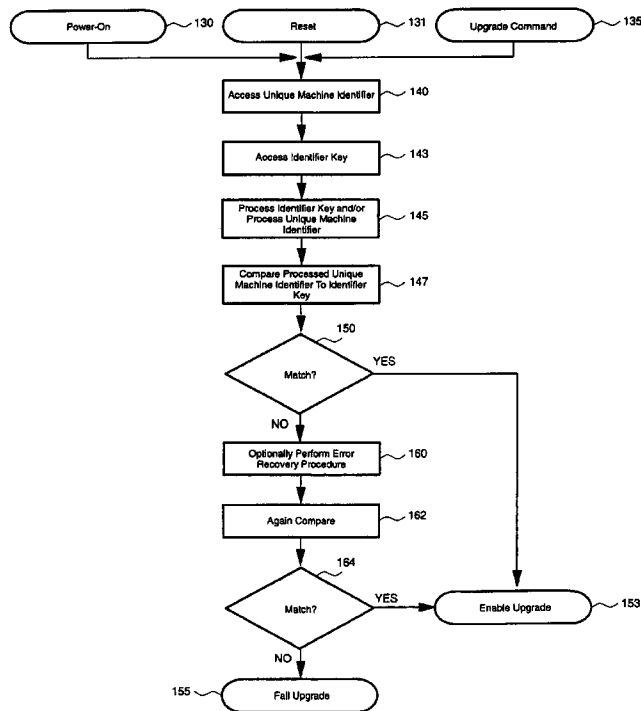 Power-On
130
Reset
131
Upgrade Command
135
Access Unique Machine Identifier
140
Access Identifier Key
143
Process Identifier Key and/or
Process Unique Machine
Identifier
145
Compare Processed Unique
Machine Identifier To Identifier
Key
147
150
Match?
YES
NO
Optionally Perform Error
Recovery Procedure
160
Again Compare
162
164
Match?
YES
Enable Upgrade
153
NO
155
Fail Upgrade